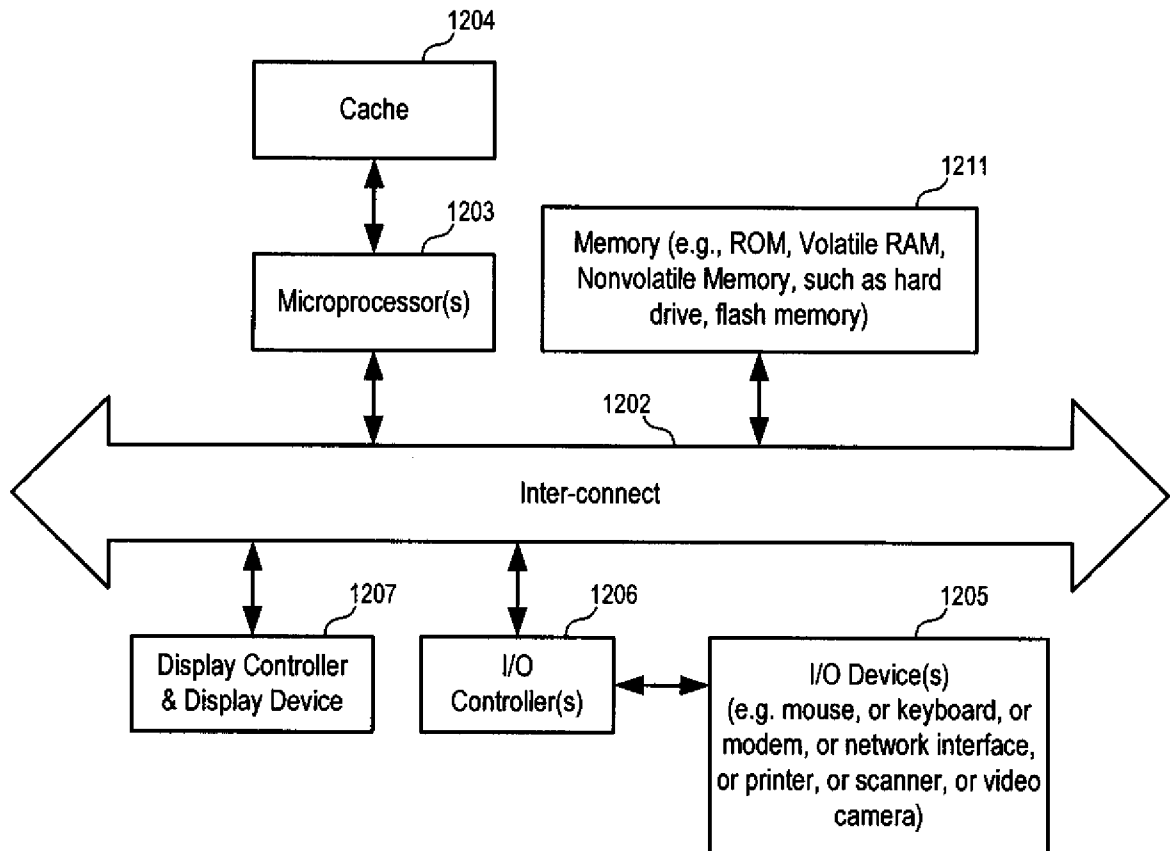 1204
Cache
1211
1203
Memory (e.g., ROM, Volatile RAM,
Nonvolatile Memory, such as hard
drive, flash memory)
Microprocessor(s)
1202
Inter-connect
1207
1206
1205
Display Controller
& Display Device
I/O
Controller(s)
I/O Device(s)
(e.g. mouse, or keyboard, or
modem, or network interface,
or printer, or scanner, or video
camera)